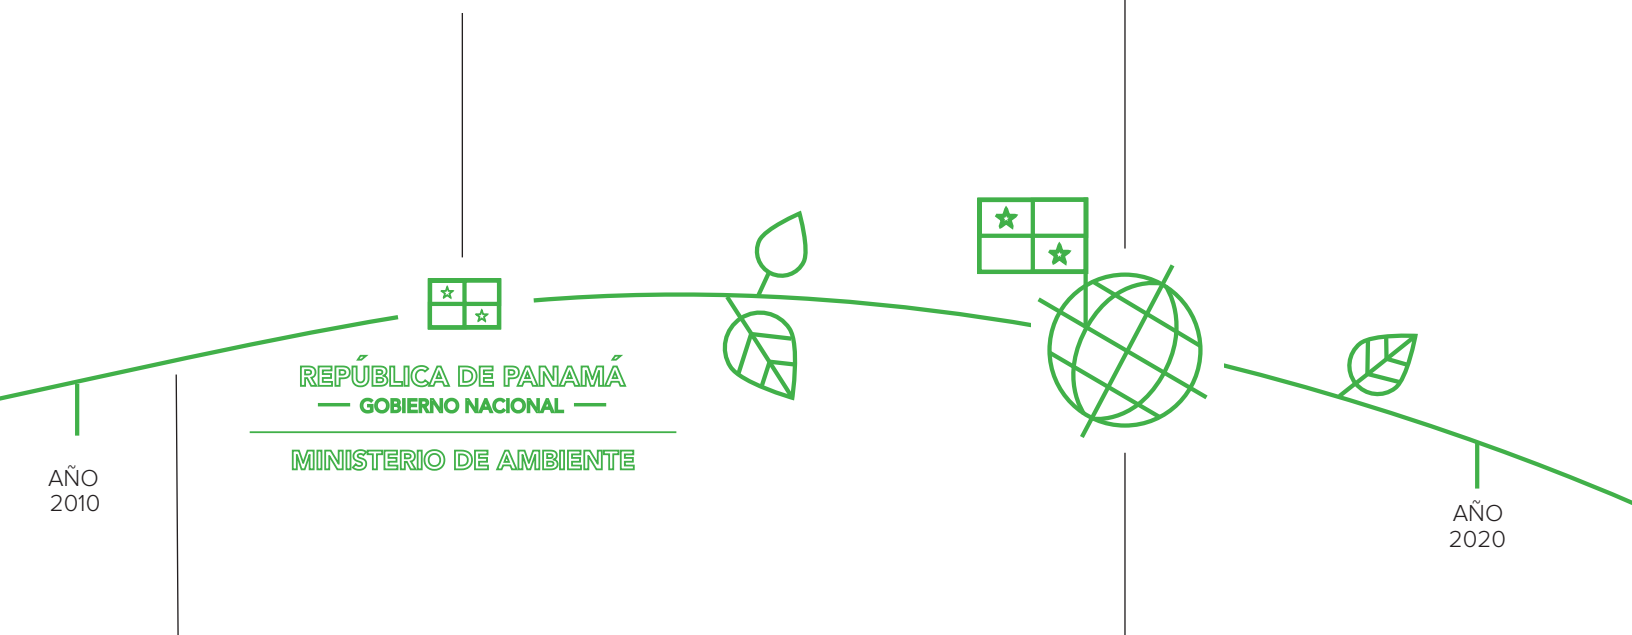 REPÚBLICA DE PANAMÁ
GOBIERNO NACIONAL
MINISTERIO DE AMBIENTE
AÑO
2010
AÑO
2020